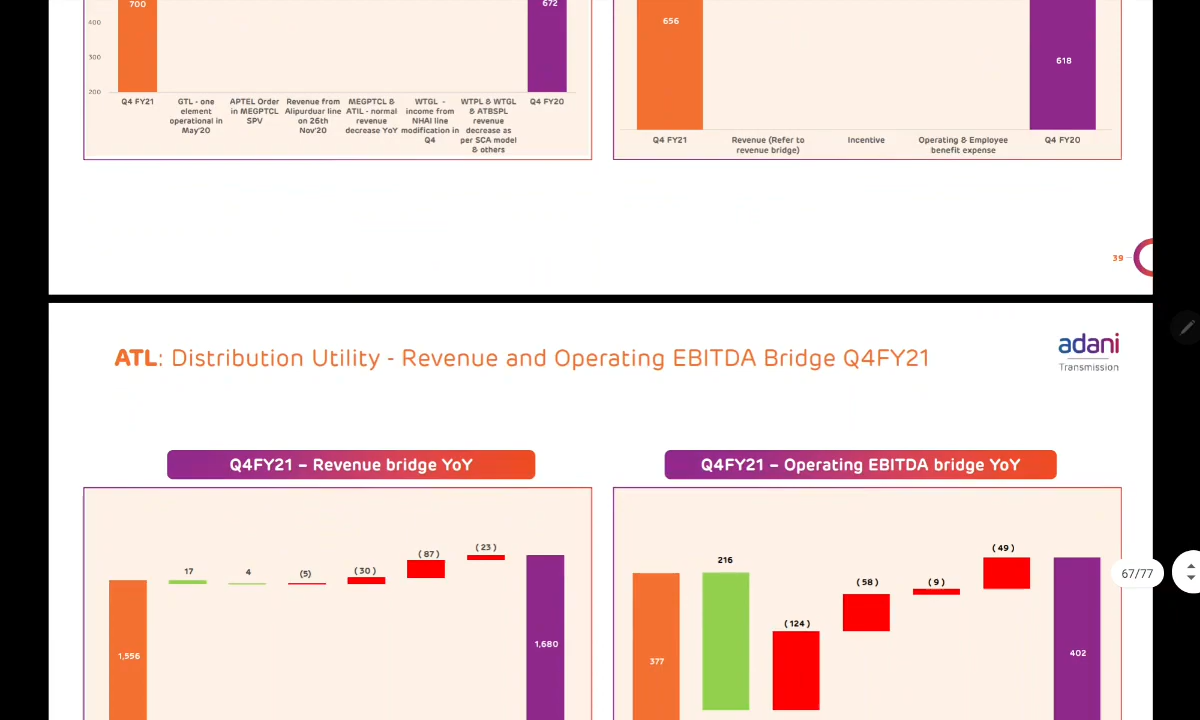 700
672
400
300
200
Q4 FY21
GTL - one
element
operational in
May'20
APTEL Order
in MEGPTCL
SPV
Revenue from
Alipurduar line
on 26th
Nov'20
MEGPTCL &
ATIL - normal
revenue
decrease YoY
WTGL -
income from
NHAI line
modification in
Q4
WTPL & WTGL
& ATBSPL
revenue
decrease as
per SCA model
& others
Q4 FY20
656
618
Q4 FY21
Revenue (Refer to
revenue bridge)
Incentive
Operating & Employee
benefit expense
Q4 FY20
39
ATL: Distribution Utility - Revenue and Operating EBITDA Bridge Q4FY21
adani
Transmission
Q4FY21 – Revenue bridge YoY
1,556
17
4
(5)
(30)
(87)
(23)
1,680
Q4FY21 – Operating EBITDA bridge YoY
377
216
(124)
(58)
(9)
(49)
402
67/77